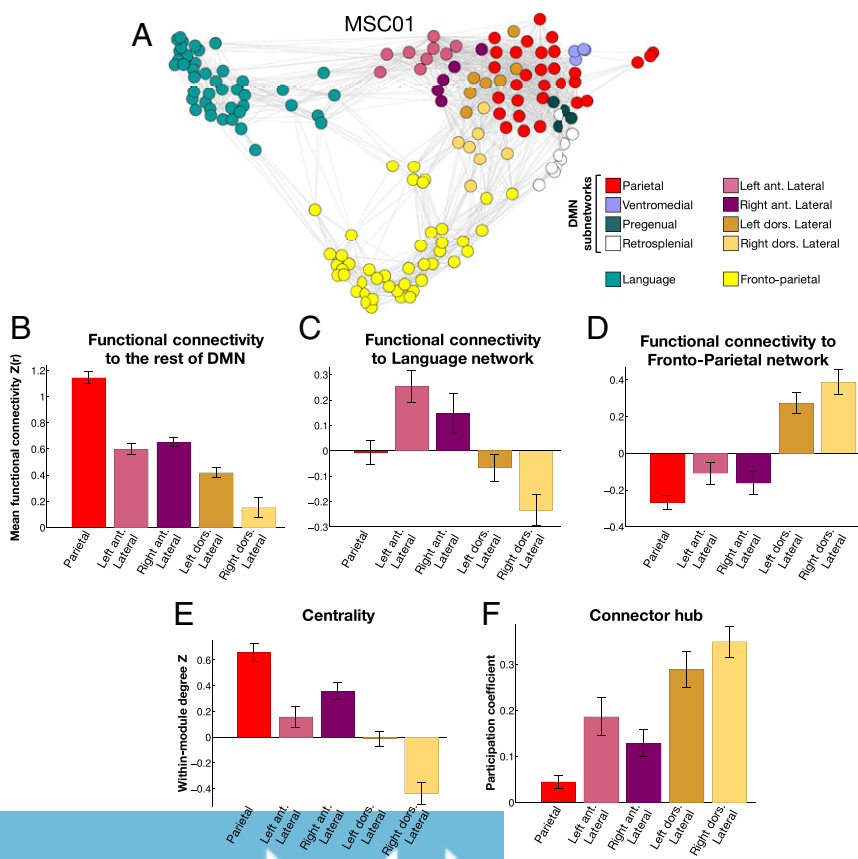 A
MSC01
DMN
subnetworks
Parietal
Ventromedial
Pregenual
Retrosplenial
Language
Left ant. Lateral
Right ant. Lateral
Left dors. Lateral
Right dors. Lateral
Fronto-parietal
B
Functional connectivity
to the rest of DMN
Mean functional connectivity Z(r)
1.2
1
0.8
0.6
0.4
0.2
0
Parietal
Left ant.
Lateral
Right ant.
Lateral
Left dors.
Lateral
Right dors.
Lateral
C
Functional connectivity
to Language network
0.3
0.2
0.1
0
−0.1
−0.2
−0.3
Parietal
Left ant.
Lateral
Right ant.
Lateral
Left dors.
Lateral
Right dors.
Lateral
D
Functional connectivity to
Fronto-Parietal network
0.4
0.2
0
−0.2
−0.4
Parietal
Left ant.
Lateral
Right ant.
Lateral
Left dors.
Lateral
Right dors.
Lateral
E
Centrality
Within-module degree Z
0.6
0.4
0.2
0
−0.2
−0.4
Parietal
Left ant.
Lateral
Right ant.
Lateral
Left dors.
Lateral
Right dors.
Lateral
F
Connector hub
Participation coefficient
0.3
0.2
0.1
0
Parietal
Left ant.
Lateral
Right ant.
Lateral
Left dors.
Lateral
Right dors.
Lateral